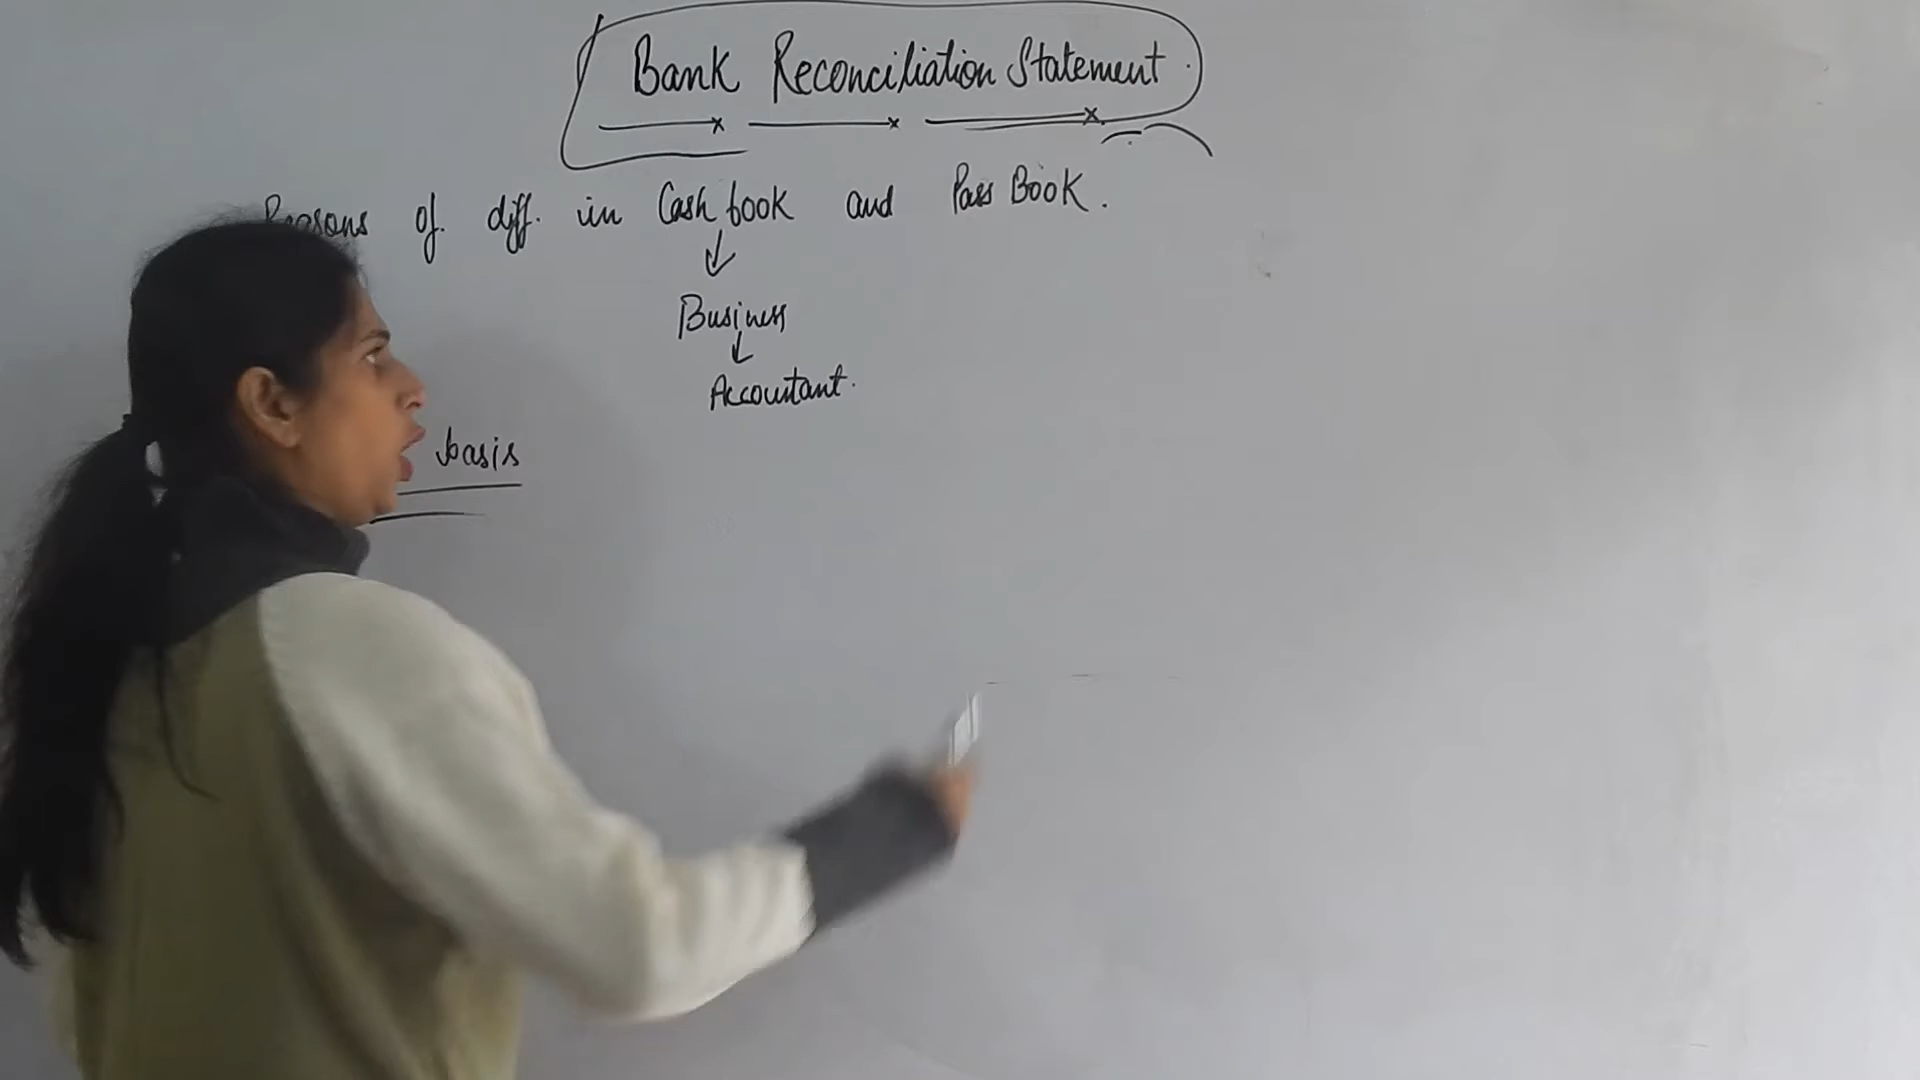 Bank Reconciliation Statement
Reasons of diff. in Cash book and Pass Book.
Business
Accountant.
basis